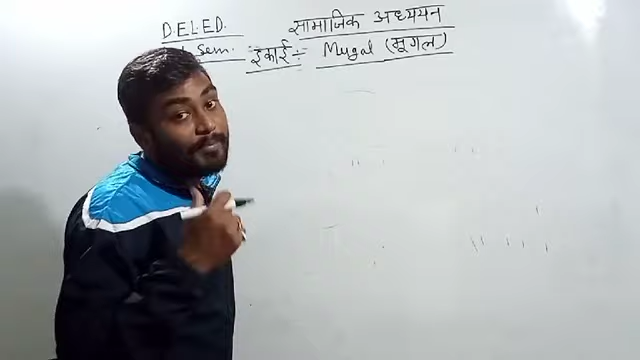 D.EL.ED. सामाजिक अध्ययन
Sem. इकाई ÷ Mugal (मुगल)